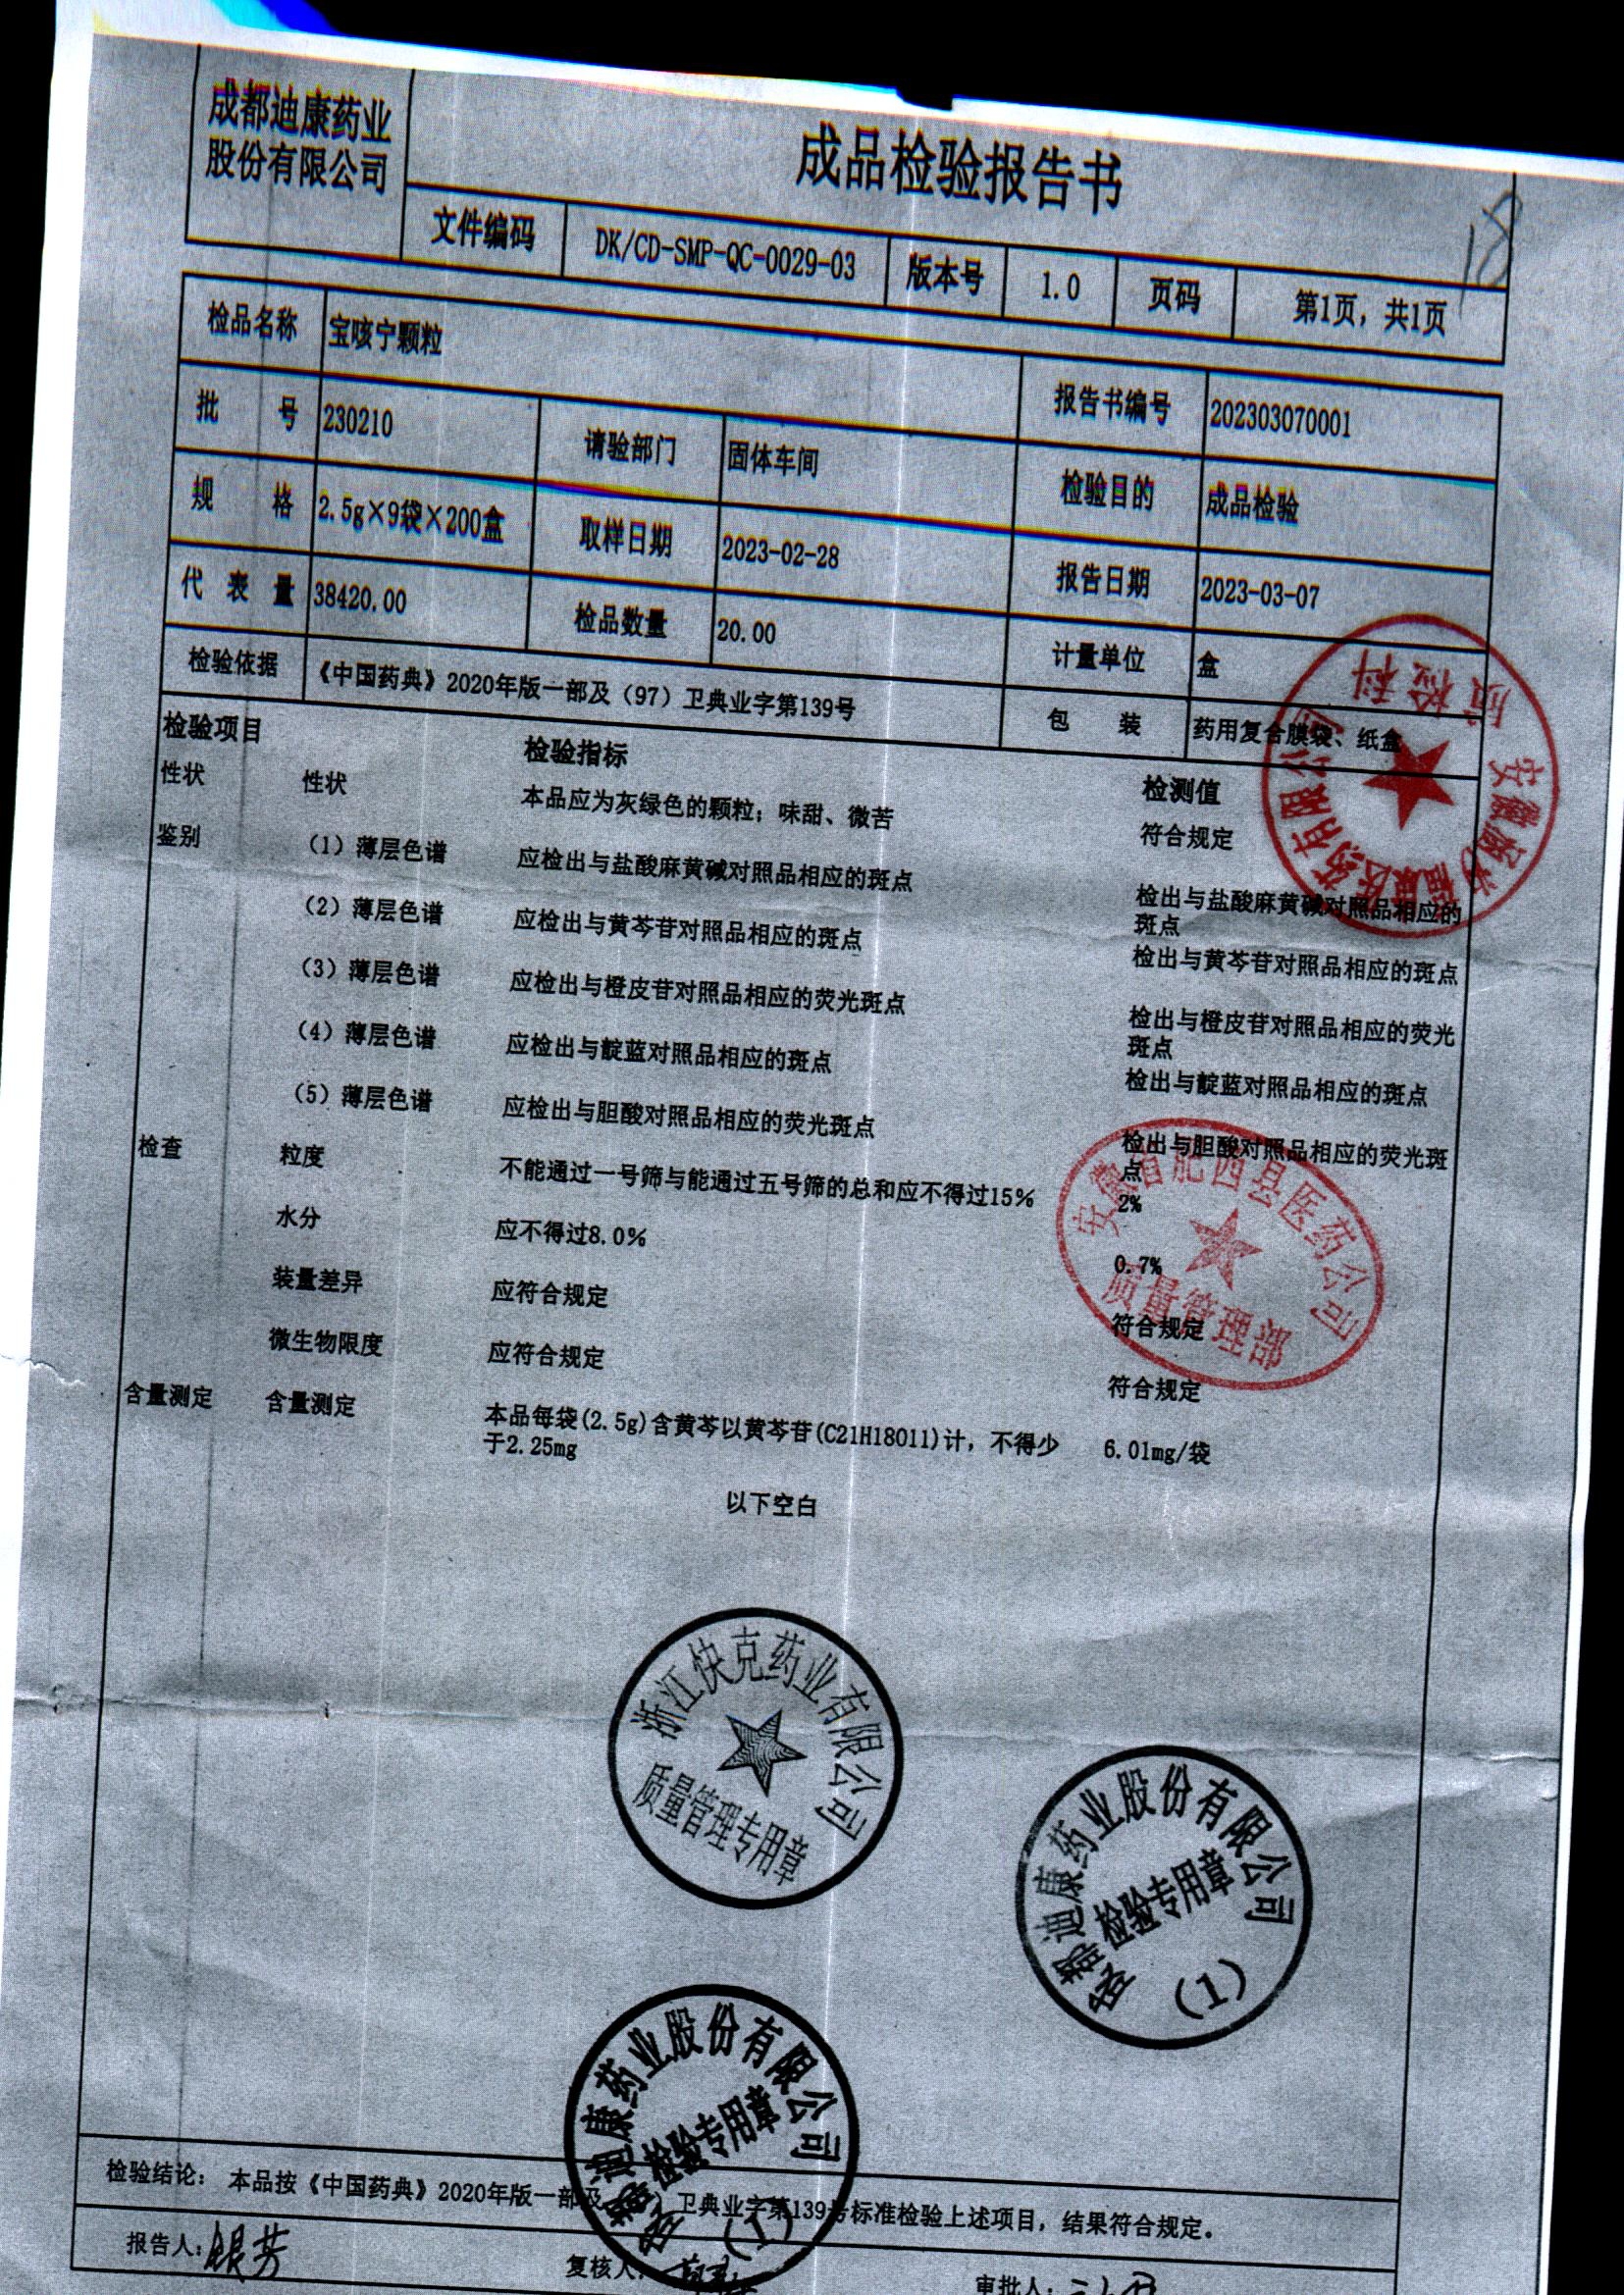 成都迪康药业
股份有限公司
成品检验报告书
18
文件编码 DK/CD-SMP-QC-0029-03 版本号 1.0 页码 第1页，共1页
检品名称 宝咳宁颗粒 报告书编号 202303070001
批 号 230210 请验部门 固体车间 检验目的 成品检验
规 格 2.5g×9袋×200盒 取样日期 2023-02-28 报告日期 2023-03-07
代 表 量 38420.00 检品数量 20.00 计量单位 盒
检验依据 《中国药典》2020年版一部及（97）卫典业字第139号 包 装 药用复合膜袋、纸盒
检验项目 检验指标 检测值
性状 性状 本品应为灰绿色的颗粒；味甜、微苦 符合规定
鉴别 （1）薄层色谱 应检出与盐酸麻黄碱对照品相应的斑点 检出与盐酸麻黄碱对照品相应的
斑点
（2）薄层色谱 应检出与黄芩苷对照品相应的斑点 检出与黄芩苷对照品相应的斑点
（3）薄层色谱 应检出与橙皮苷对照品相应的荧光斑点 检出与橙皮苷对照品相应的荧光
斑点
（4）薄层色谱 应检出与靛蓝对照品相应的斑点 检出与靛蓝对照品相应的斑点
（5）薄层色谱 应检出与胆酸对照品相应的荧光斑点 检出与胆酸对照品相应的荧光斑
点
检查 粒度 不能通过一号筛与能通过五号筛的总和应不得过15% 2%
水分 应不得过8.0% 0.7%
装量差异 应符合规定 符合规定
微生物限度 应符合规定 符合规定
含量测定 含量测定 本品每袋(2.5g)含黄芩以黄芩苷(C21H18O11)计，不得少 6.01mg/袋
于2.25mg
以下空白
质检科
安徽省肥西县医药公司
质量管理部
浙江快克药业有限公司
质量管理专用章
成都迪康药业股份有限公司
检验专用章
(1)
成都迪康药业股份有限公司
检验专用章
(1)
检验结论： 本品按《中国药典》2020年版一部及 卫典业字第139号标准检验上述项目，结果符合规定。
报告人： 复核人： 审批人：